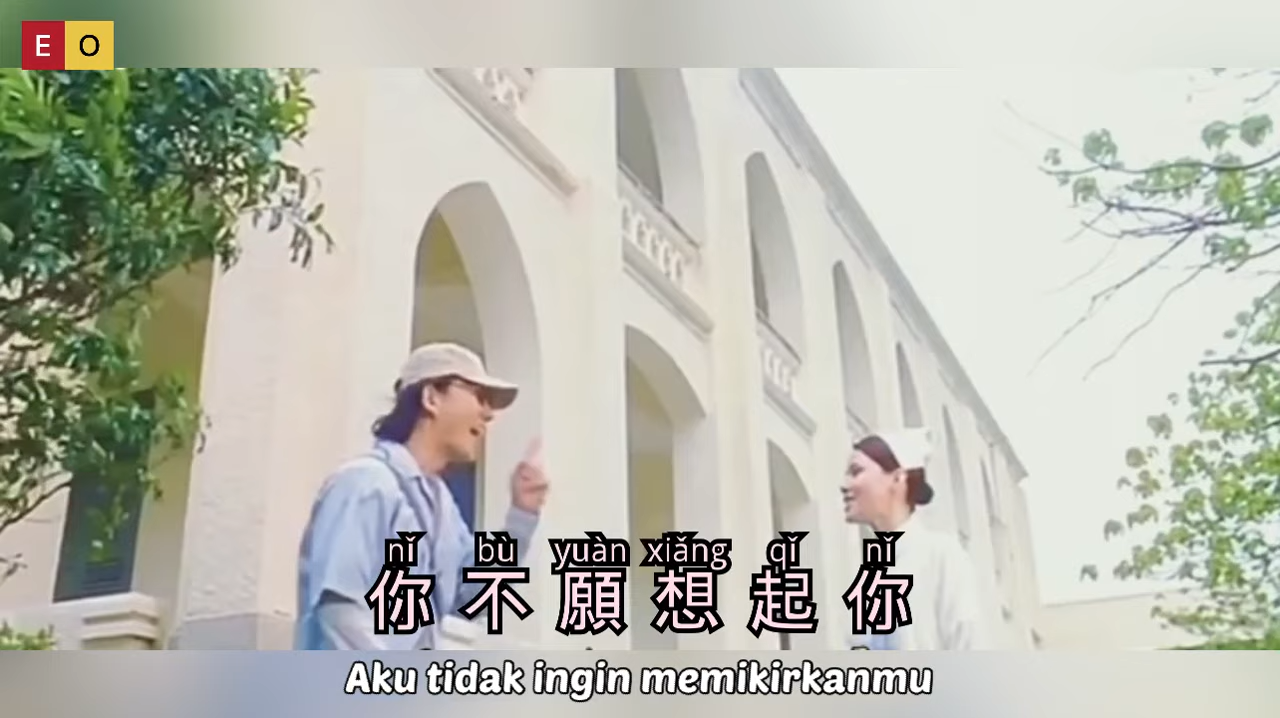 E O
nǐ bù yuàn xiǎng qǐ nǐ
你不願想起你
Aku tidak ingin memikirkanmu